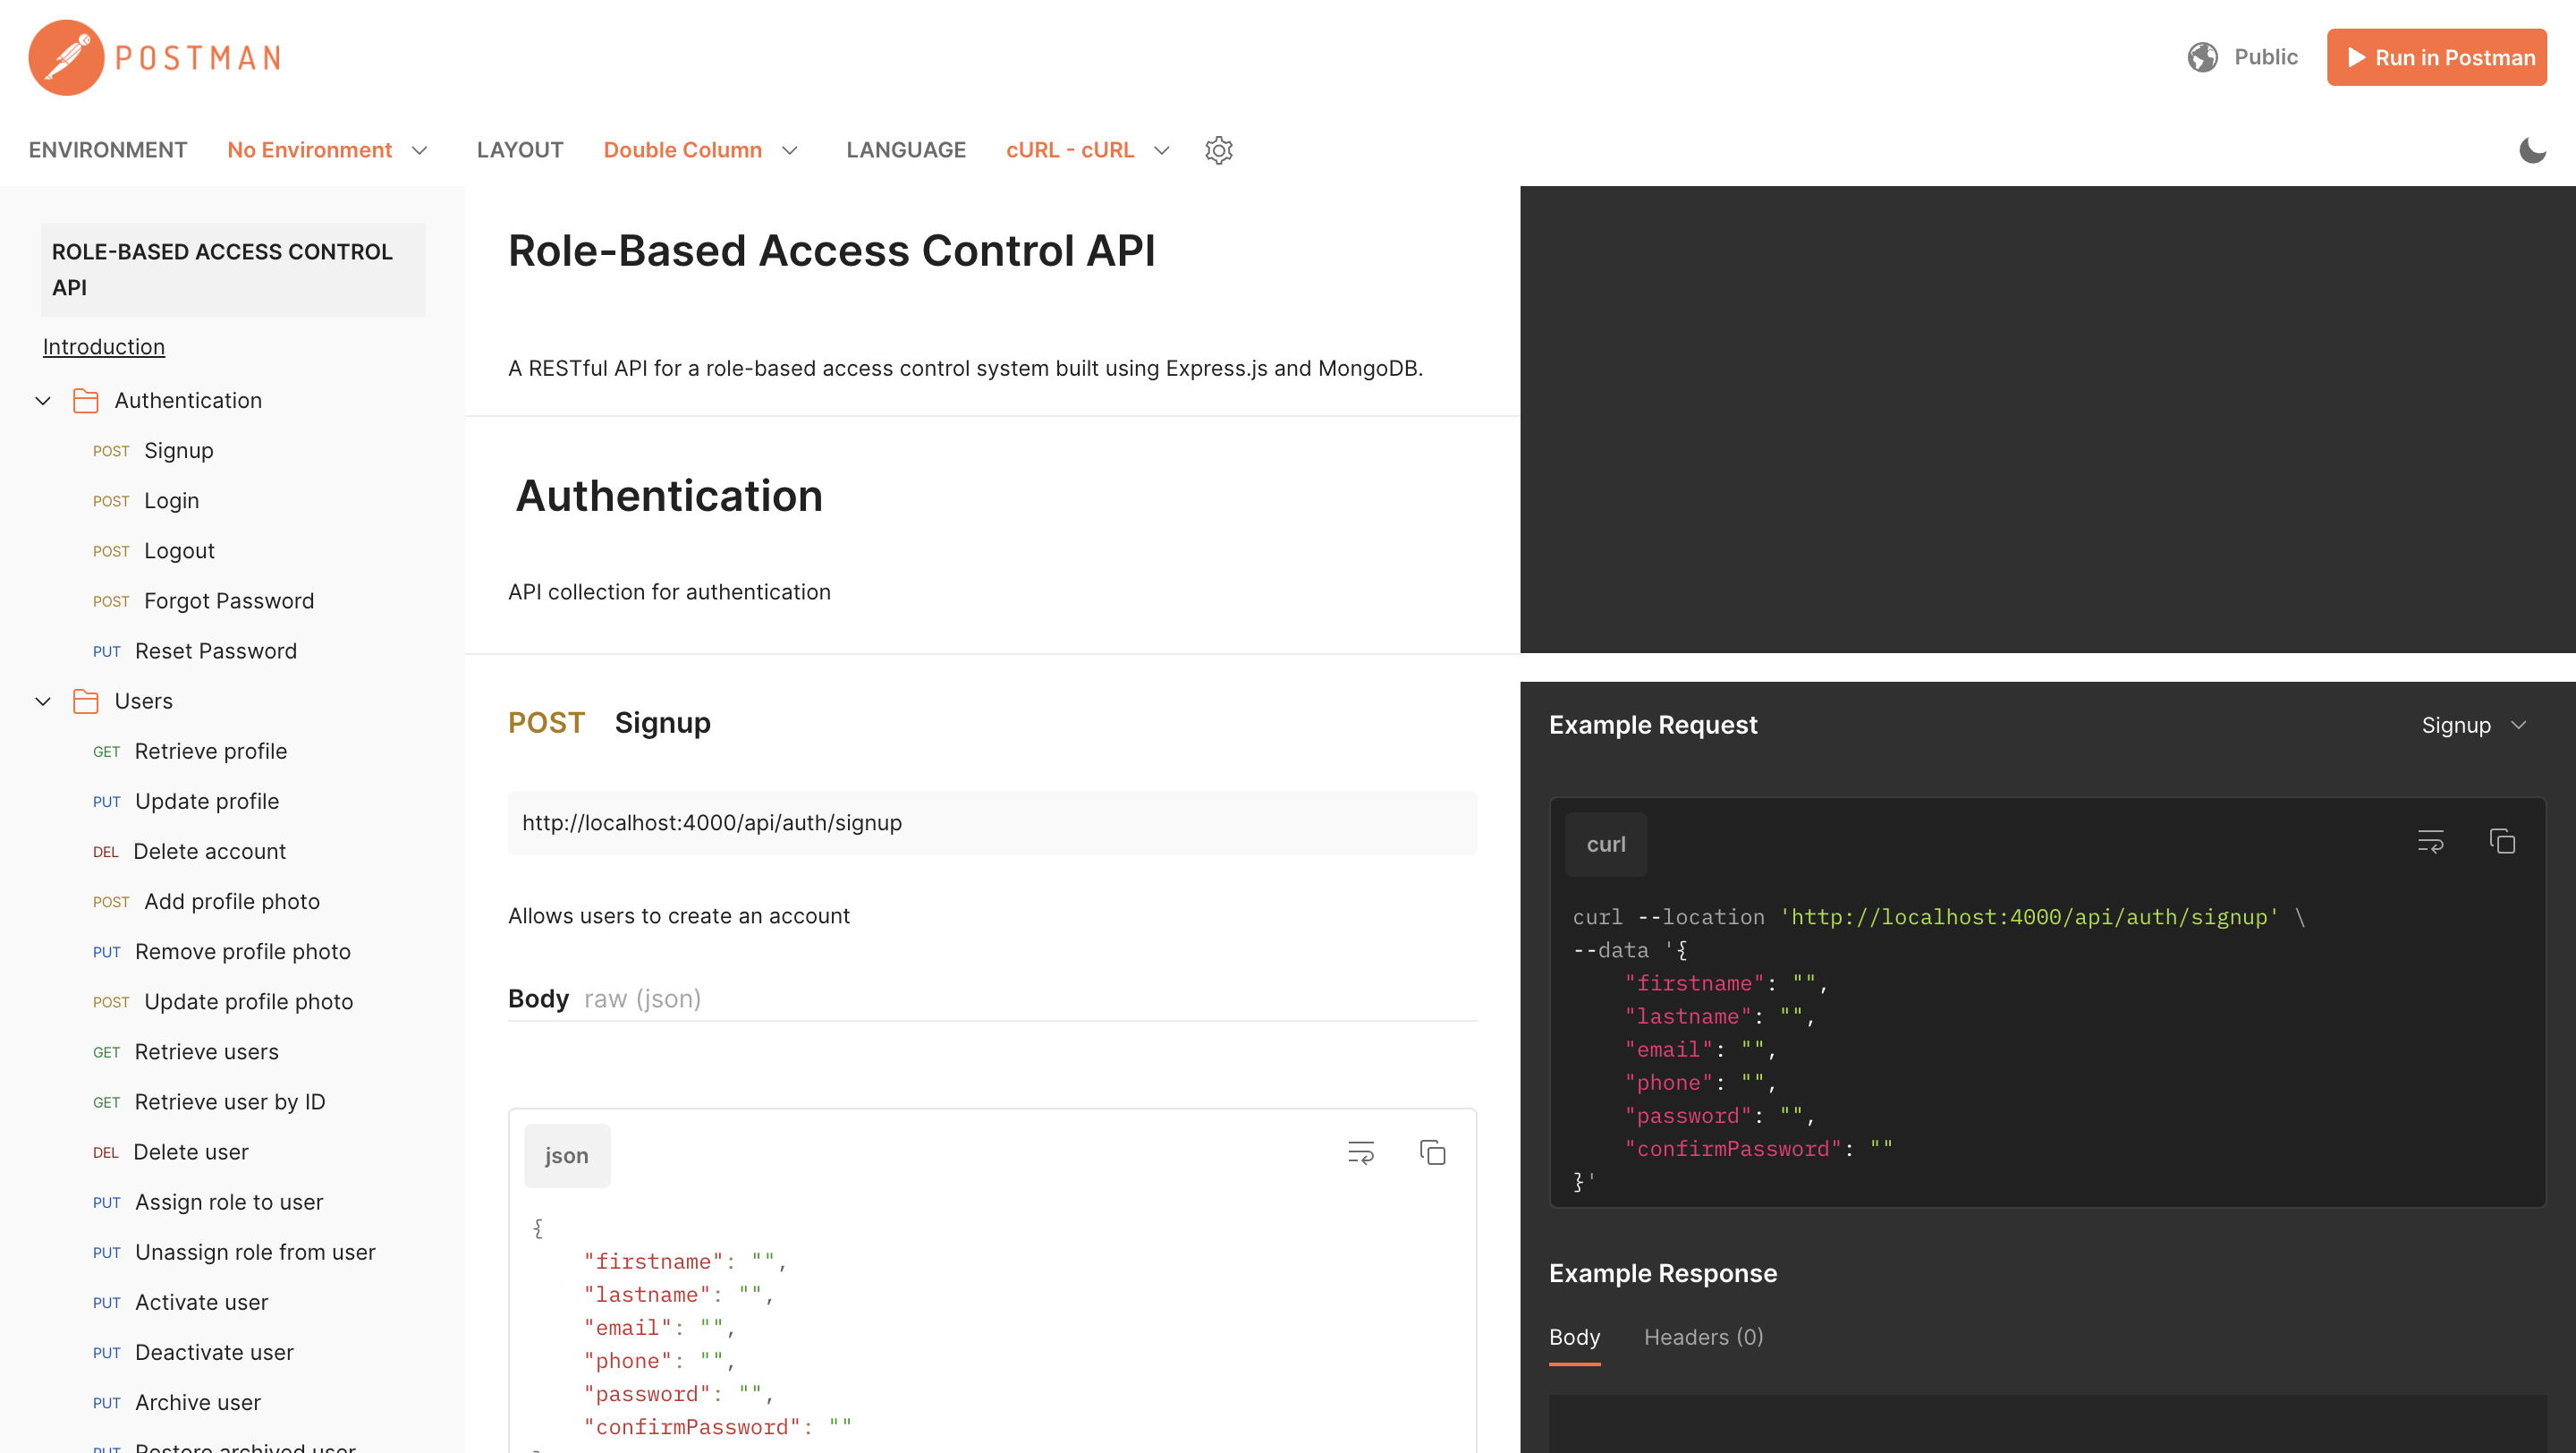 POSTMAN
Public
Run in Postman
ENVIRONMENT No Environment LAYOUT Double Column LANGUAGE cURL - cURL
ROLE-BASED ACCESS CONTROL
API
Introduction
Authentication
POST Signup
POST Login
POST Logout
POST Forgot Password
PUT Reset Password
Users
GET Retrieve profile
PUT Update profile
DEL Delete account
POST Add profile photo
PUT Remove profile photo
POST Update profile photo
GET Retrieve users
GET Retrieve user by ID
DEL Delete user
PUT Assign role to user
PUT Unassign role from user
PUT Activate user
PUT Deactivate user
PUT Archive user
PUT Restore archived user
Role-Based Access Control API
A RESTful API for a role-based access control system built using Express.js and MongoDB.
Authentication
API collection for authentication
POST Signup
http://localhost:4000/api/auth/signup
Allows users to create an account
Body raw (json)
json
{
"firstname": "",
"lastname": "",
"email": "",
"phone": "",
"password": "",
"confirmPassword": ""
}
Example Request
Signup
curl
curl --location 'http://localhost:4000/api/auth/signup' \
--data '{
"firstname": "",
"lastname": "",
"email": "",
"phone": "",
"password": "",
"confirmPassword": ""
}'
Example Response
Body Headers (0)